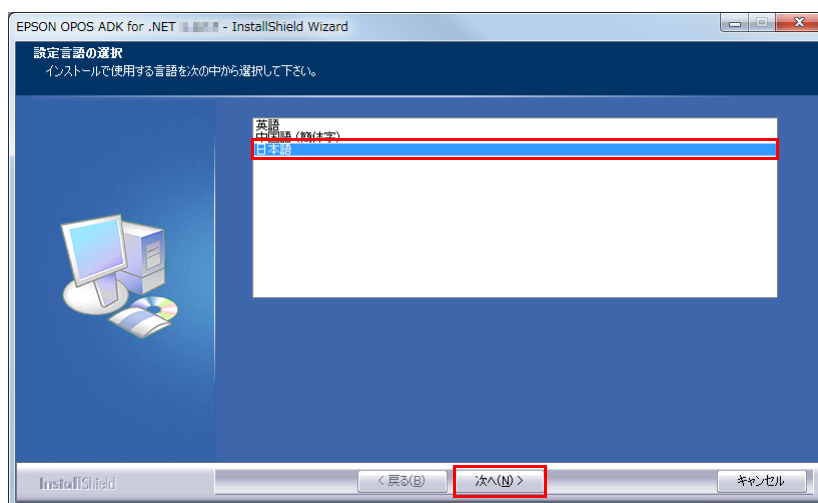 EPSON OPOS ADK for .NET - InstallShield Wizard
設定言語の選択
インストールで使用する言語を次の中から選択して下さい。
英語
中国語 (簡体字)
日本語
InstallShield
< 戻る(B)
次へ(N) >
キャンセル